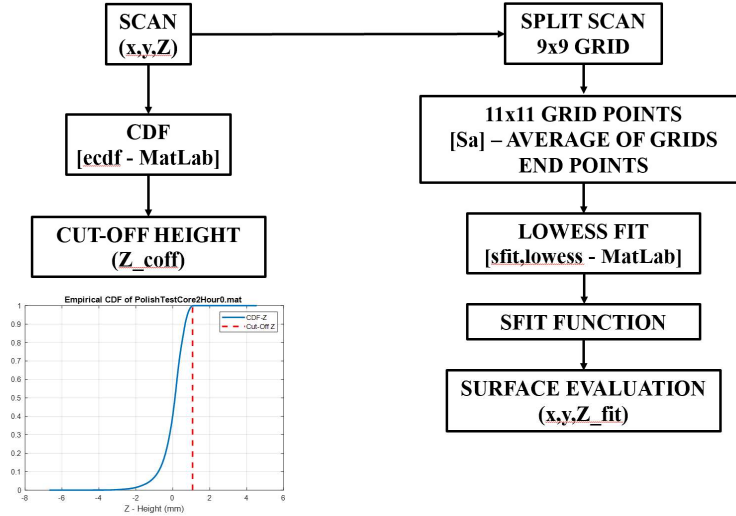 SCAN
(x,y,Z)
SPLIT SCAN
9x9 GRID
CDF
[ecdf - MatLab]
11x11 GRID POINTS
[Sa] – AVERAGE OF GRIDS
END POINTS
CUT-OFF HEIGHT
(Z_coff)
LOWESS FIT
[sfit,lowess - MatLab]
SFIT FUNCTION
SURFACE EVALUATION
(x,y,Z_fit)
Empirical CDF of PolishTestCore2Hour0.mat
CDF-Z
Cut-Off Z
1
0.9
0.8
0.7
0.6
0.5
0.4
0.3
0.2
0.1
0
-8 -6 -4 -2 0 2 4 6
Z - Height (mm)